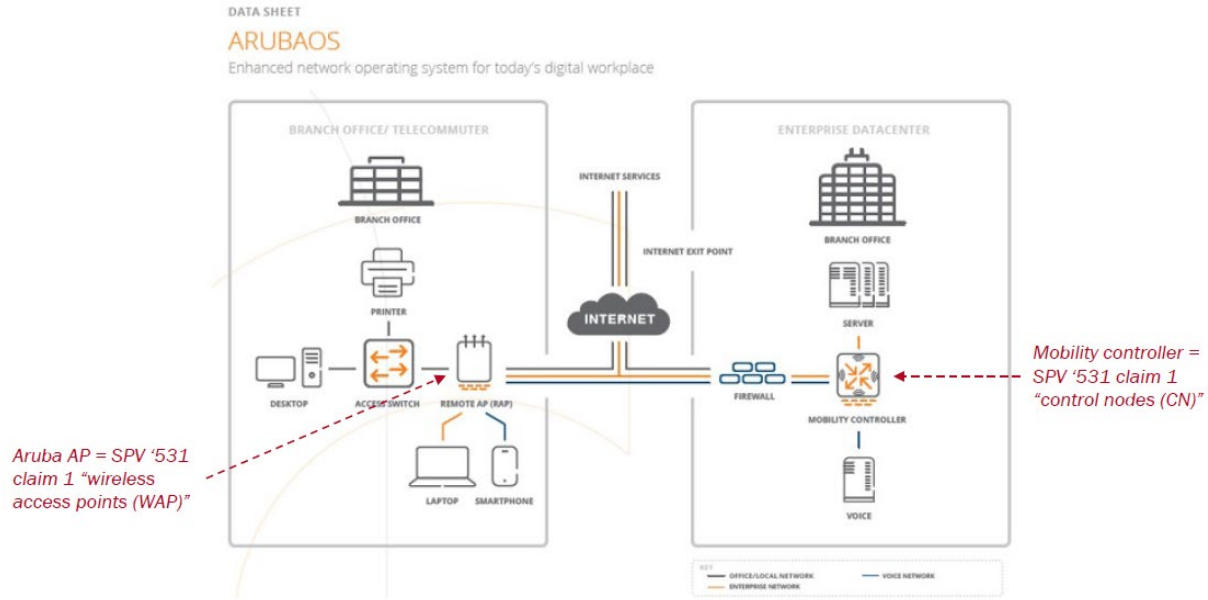 DATA SHEET
ARUBAOS
Enhanced network operating system for today's digital workplace
BRANCH OFFICE/ TELECOMMUTER
BRANCH OFFICE
PRINTER
DESKTOP
ACCESS SWITCH
REMOTE AP (RAP)
LAPTOP
SMARTPHONE
INTERNET SERVICES
INTERNET EXIT POINT
INTERNET
FIREWALL
ENTERPRISE DATACENTER
BRANCH OFFICE
SERVER
MOBILITY CONTROLLER
VOICE
Aruba AP = SPV ‘531
claim 1 “wireless
access points (WAP)”
Mobility controller =
SPV ‘531 claim 1
“control nodes (CN)”
KEY
OFFICE/LOCAL NETWORK
VOICE NETWORK
ENTERPRISE NETWORK